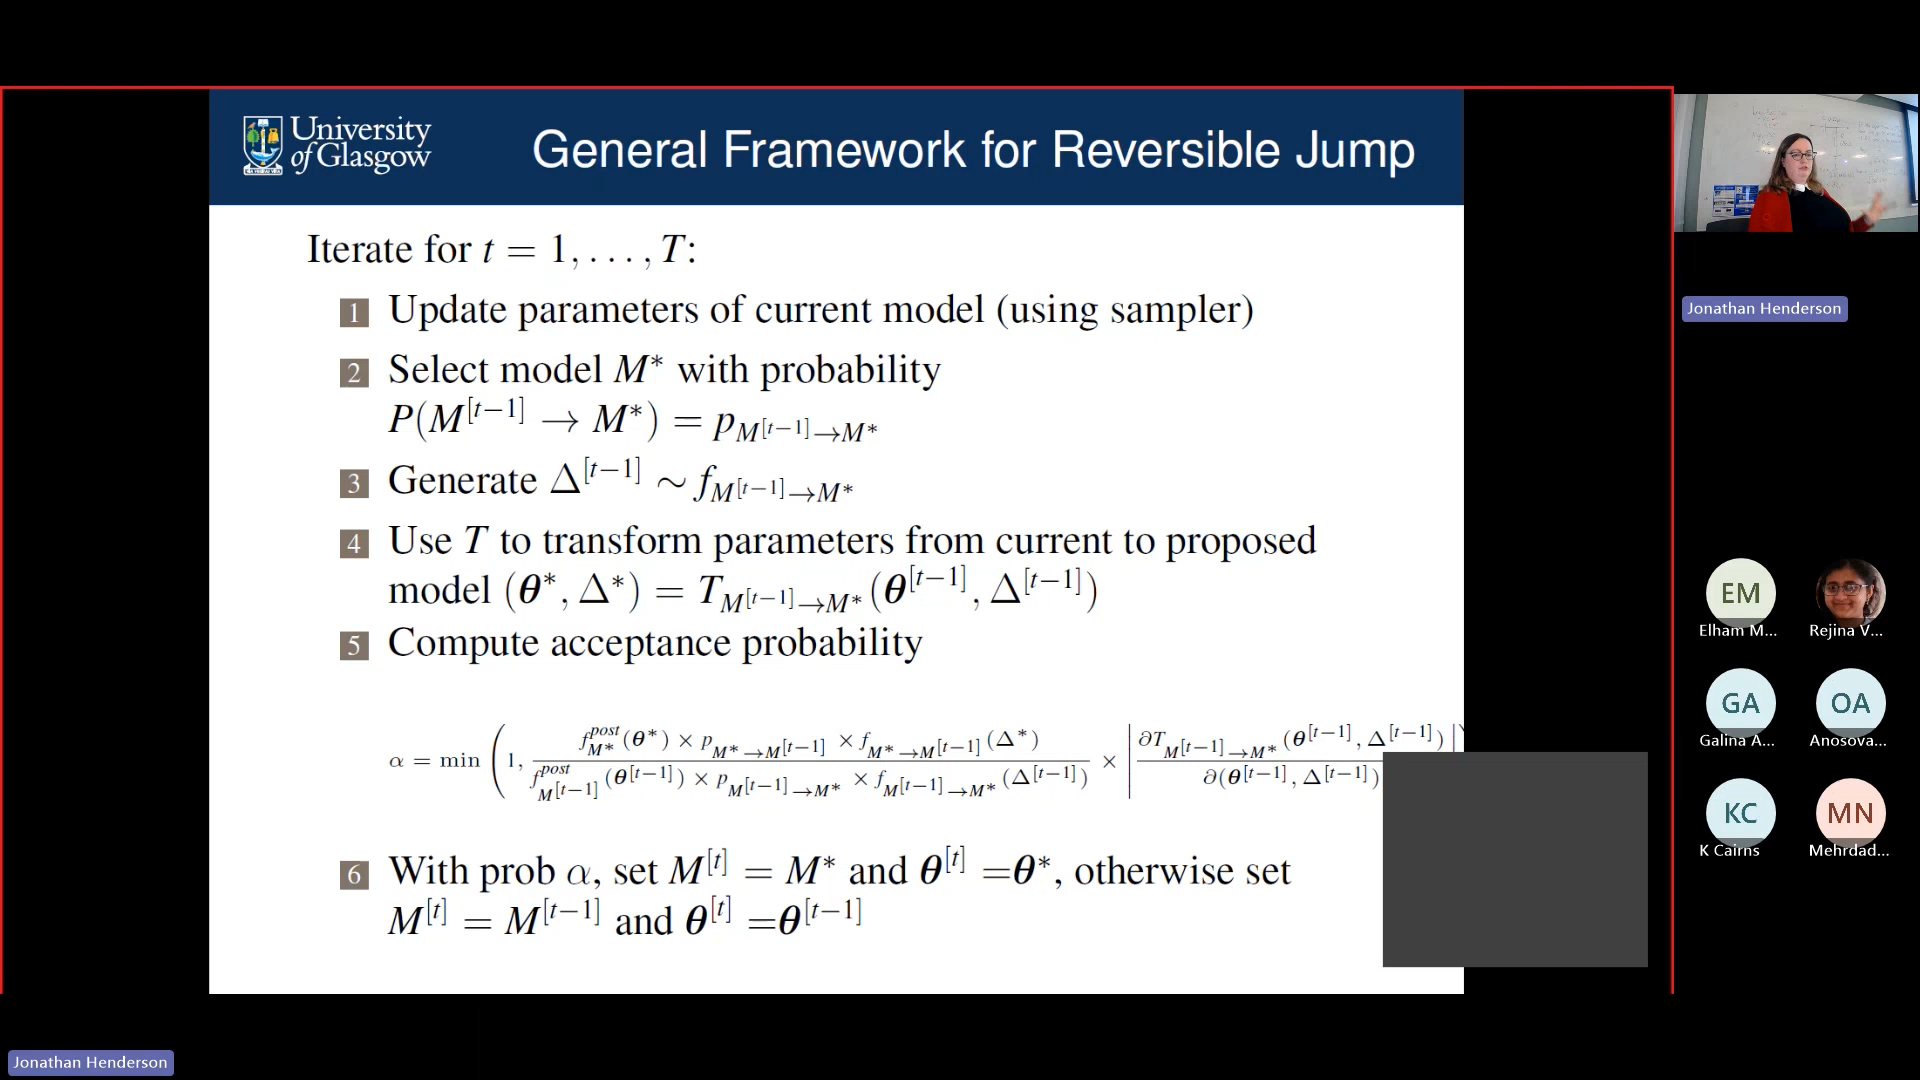 University
of Glasgow
General Framework for Reversible Jump
Iterate for t = 1, . . . , T:
1 Update parameters of current model (using sampler)
2 Select model M* with probability
P(M^[t−1] → M*) = p_{M^[t−1]→M*}
3 Generate Δ^[t−1] ∼ f_{M^[t−1]→M*}
4 Use T to transform parameters from current to proposed
model (θ*, Δ*) = T_{M^[t−1]→M*}(θ^[t−1], Δ^[t−1])
5 Compute acceptance probability
α = min (1, f^post_{M*}(θ*) × p_{M*→M^[t−1]} × f_{M*→M^[t−1]}(Δ*) / f^post_{M^[t−1]}(θ^[t−1]) × p_{M^[t−1]→M*} × f_{M^[t−1]→M*}(Δ^[t−1]) × |∂T_{M^[t−1]→M*}(θ^[t−1], Δ^[t−1]) / ∂(θ^[t−1], Δ^[t−1])|
6 With prob α, set M^[t] = M* and θ^[t] =θ*, otherwise set
M^[t] = M^[t−1] and θ^[t] =θ^[t−1]
Jonathan Henderson
EM
Elham M...
Rejina V...
GA
Galina A...
OA
Anosova...
KC
K Cairns
MN
Mehrdad...
Jonathan Henderson